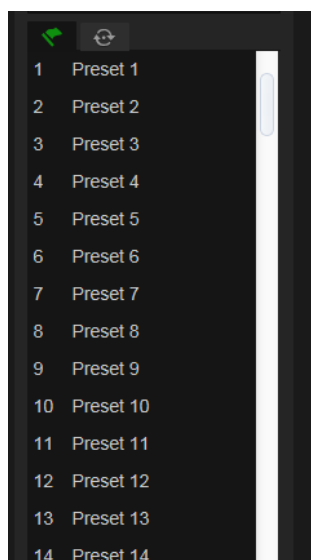 1 Preset 1
2 Preset 2
3 Preset 3
4 Preset 4
5 Preset 5
6 Preset 6
7 Preset 7
8 Preset 8
9 Preset 9
10 Preset 10
11 Preset 11
12 Preset 12
13 Preset 13
14 Preset 14